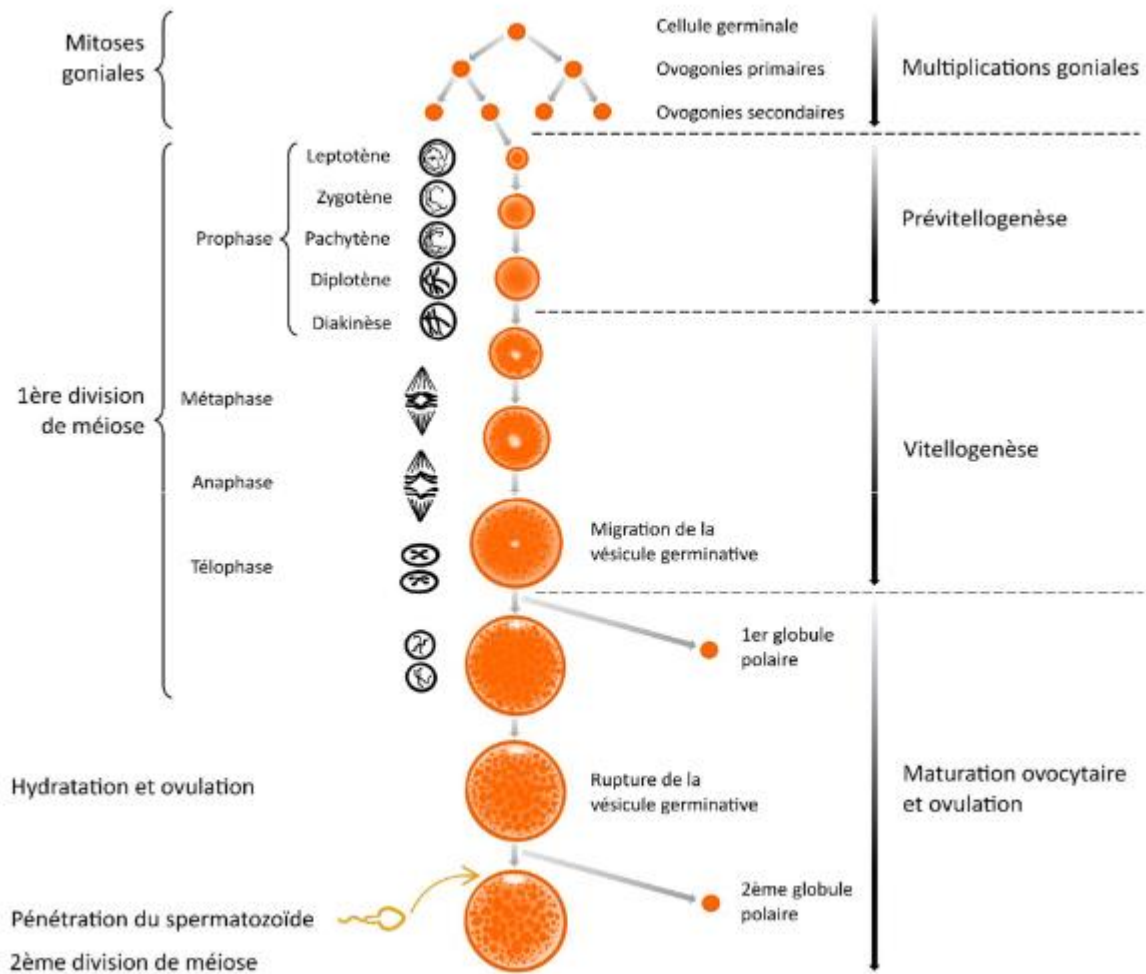 Mitoses
goniales
Cellule germinale
Ovogonies primaires
Ovogonies secondaires
Multiplications goniales
1ère division
de méiose
Prophase
Leptotène
Zygotène
Pachytène
Diplotène
Diakinèse
Métaphase
Anaphase
Télophase
Prévitellogenèse
Vitellogenèse
Migration de la
vésicule germinative
1er globule
polaire
Hydratation et ovulation
Rupture de la
vésicule germinative
Maturation ovocytaire
et ovulation
2ème globule
polaire
Pénétration du spermatozoïde
2ème division de méiose